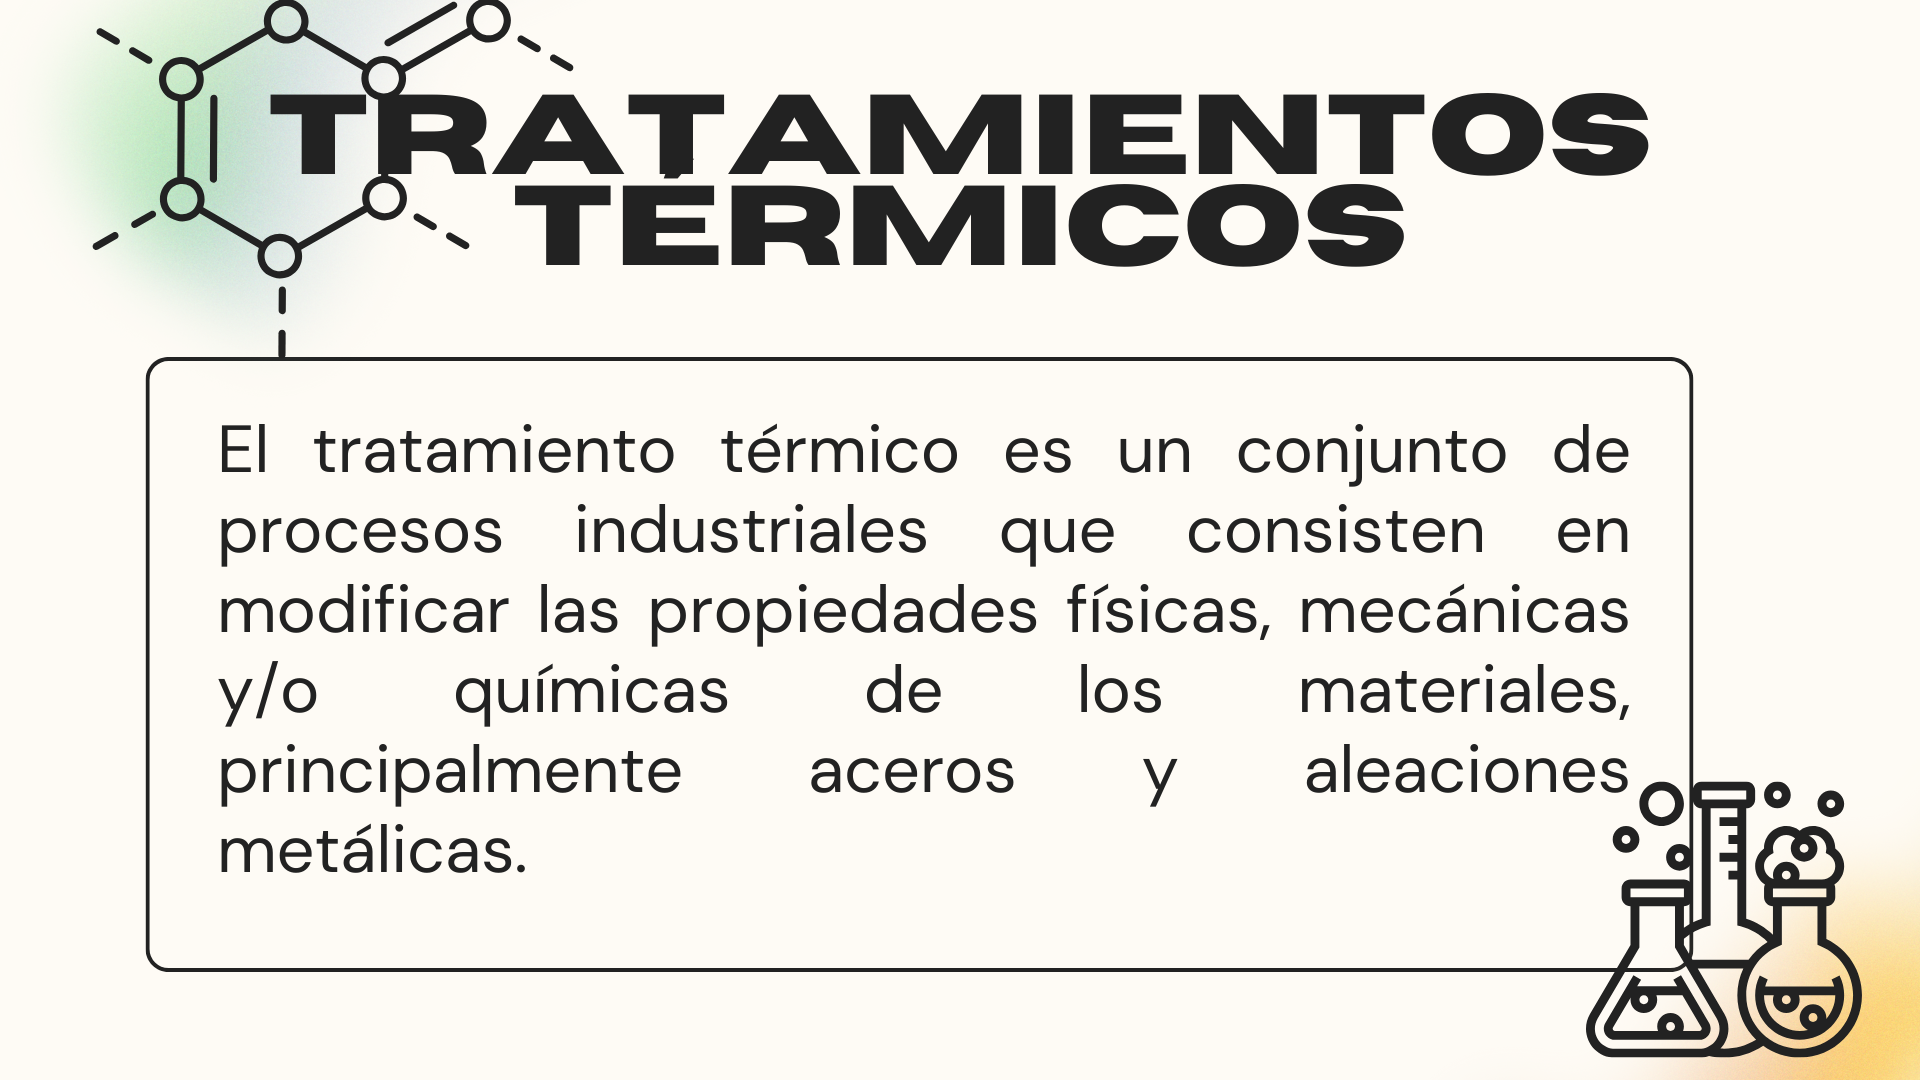 TRATAMIENTOS
TÉRMICOS
El tratamiento térmico es un conjunto de
procesos industriales que consisten en
modificar las propiedades físicas, mecánicas
y/o químicas de los materiales,
principalmente aceros y aleaciones
metálicas.